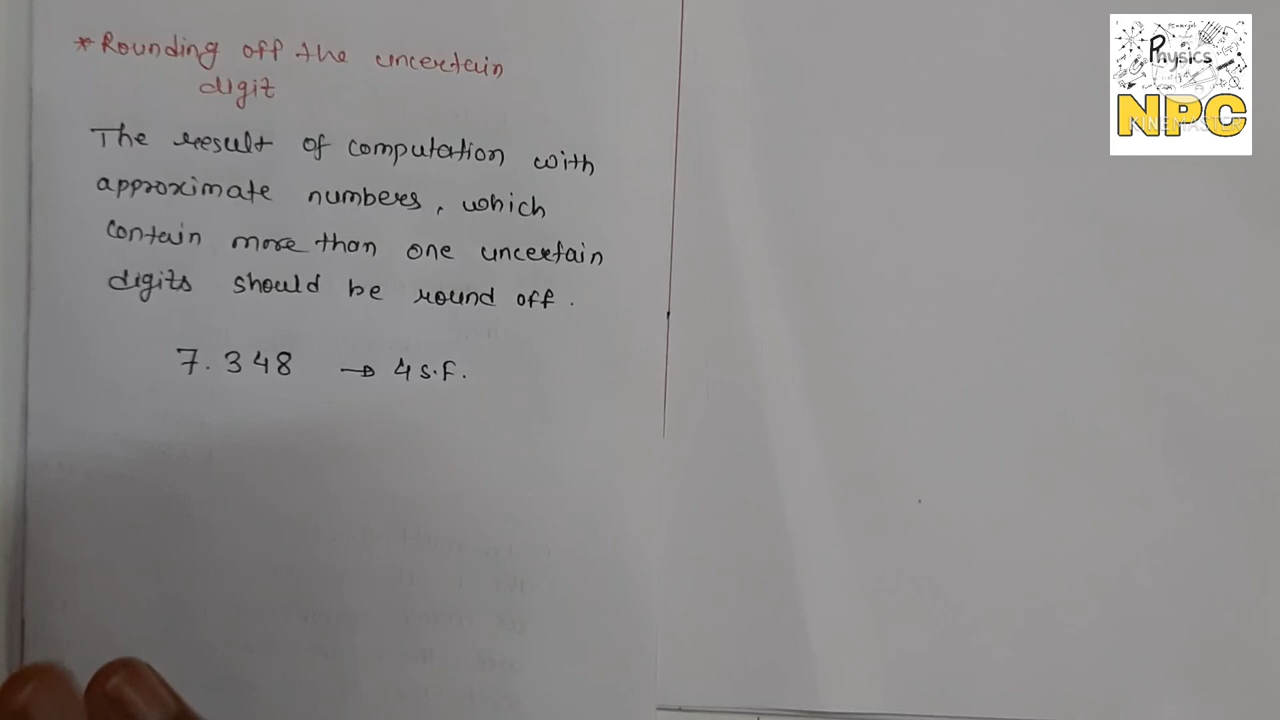 *Rounding off the uncertain
digit
The result of computation with
approximate numbers, which
contain more than one uncertain
digits should be round off.
7.348 → 4 s.f.
Physics
NPC
KINEMASTER